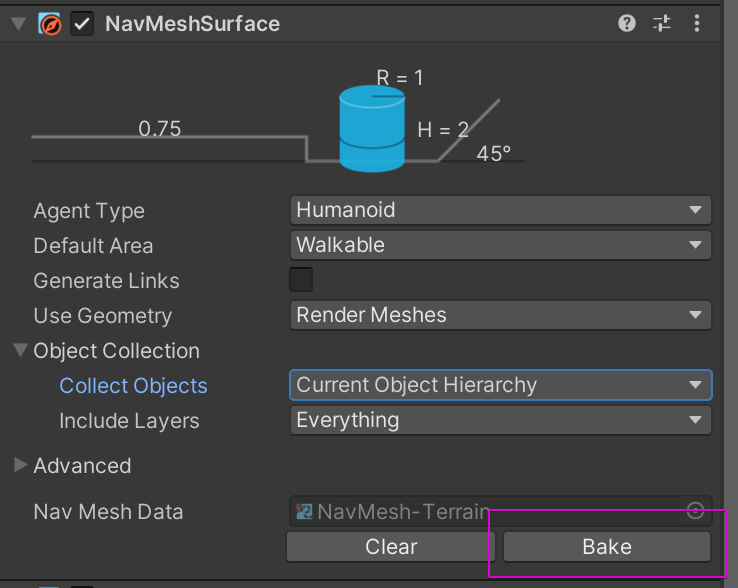 NavMeshSurface
R = 1
0.75
H = 2
45°
Agent Type Humanoid
Default Area Walkable
Generate Links
Use Geometry Render Meshes
Object Collection
Collect Objects Current Object Hierarchy
Include Layers Everything
Advanced
Nav Mesh Data NavMesh-Terrain
Clear Bake